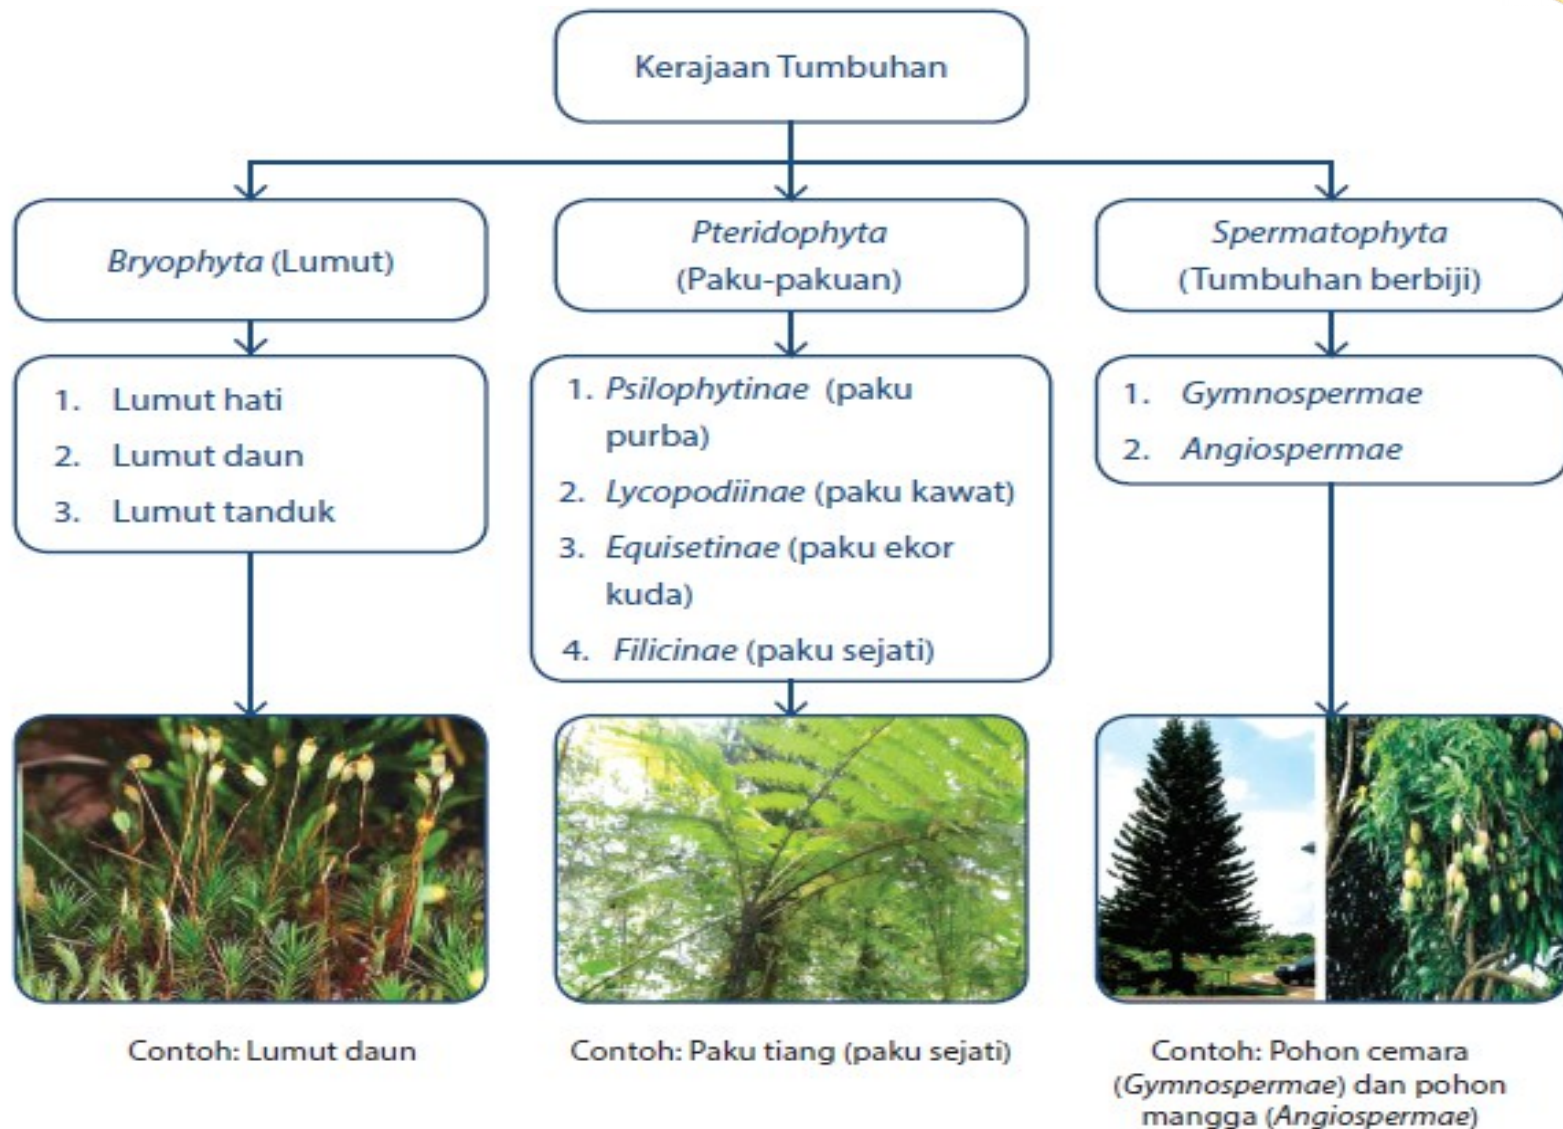 Kerajaan Tumbuhan
Bryophyta (Lumut)
Pteridophyta
(Paku-pakuan)
Spermatophyta
(Tumbuhan berbiji)
1. Lumut hati
2. Lumut daun
3. Lumut tanduk
1. Psilophytinae (paku
purba)
2. Lycopodiinae (paku kawat)
3. Equisetinae (paku ekor
kuda)
4. Filicinae (paku sejati)
1. Gymnospermae
2. Angiospermae
Contoh: Lumut daun
Contoh: Paku tiang (paku sejati)
Contoh: Pohon cemara
(Gymnospermae) dan pohon
mangga (Angiospermae)